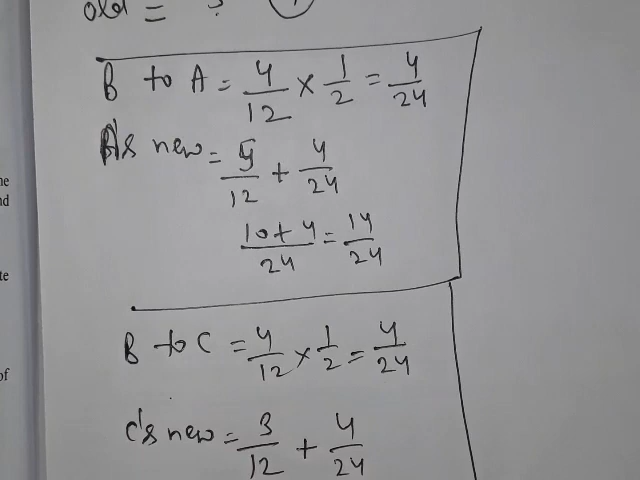 old = ?
B to A = 4/12 × 1/2 = 4/24
A's new = 5/12 + 4/24
10+4/24 = 14/24
B to C = 4/12 × 1/2 = 4/24
C's new = 3/12 + 4/24